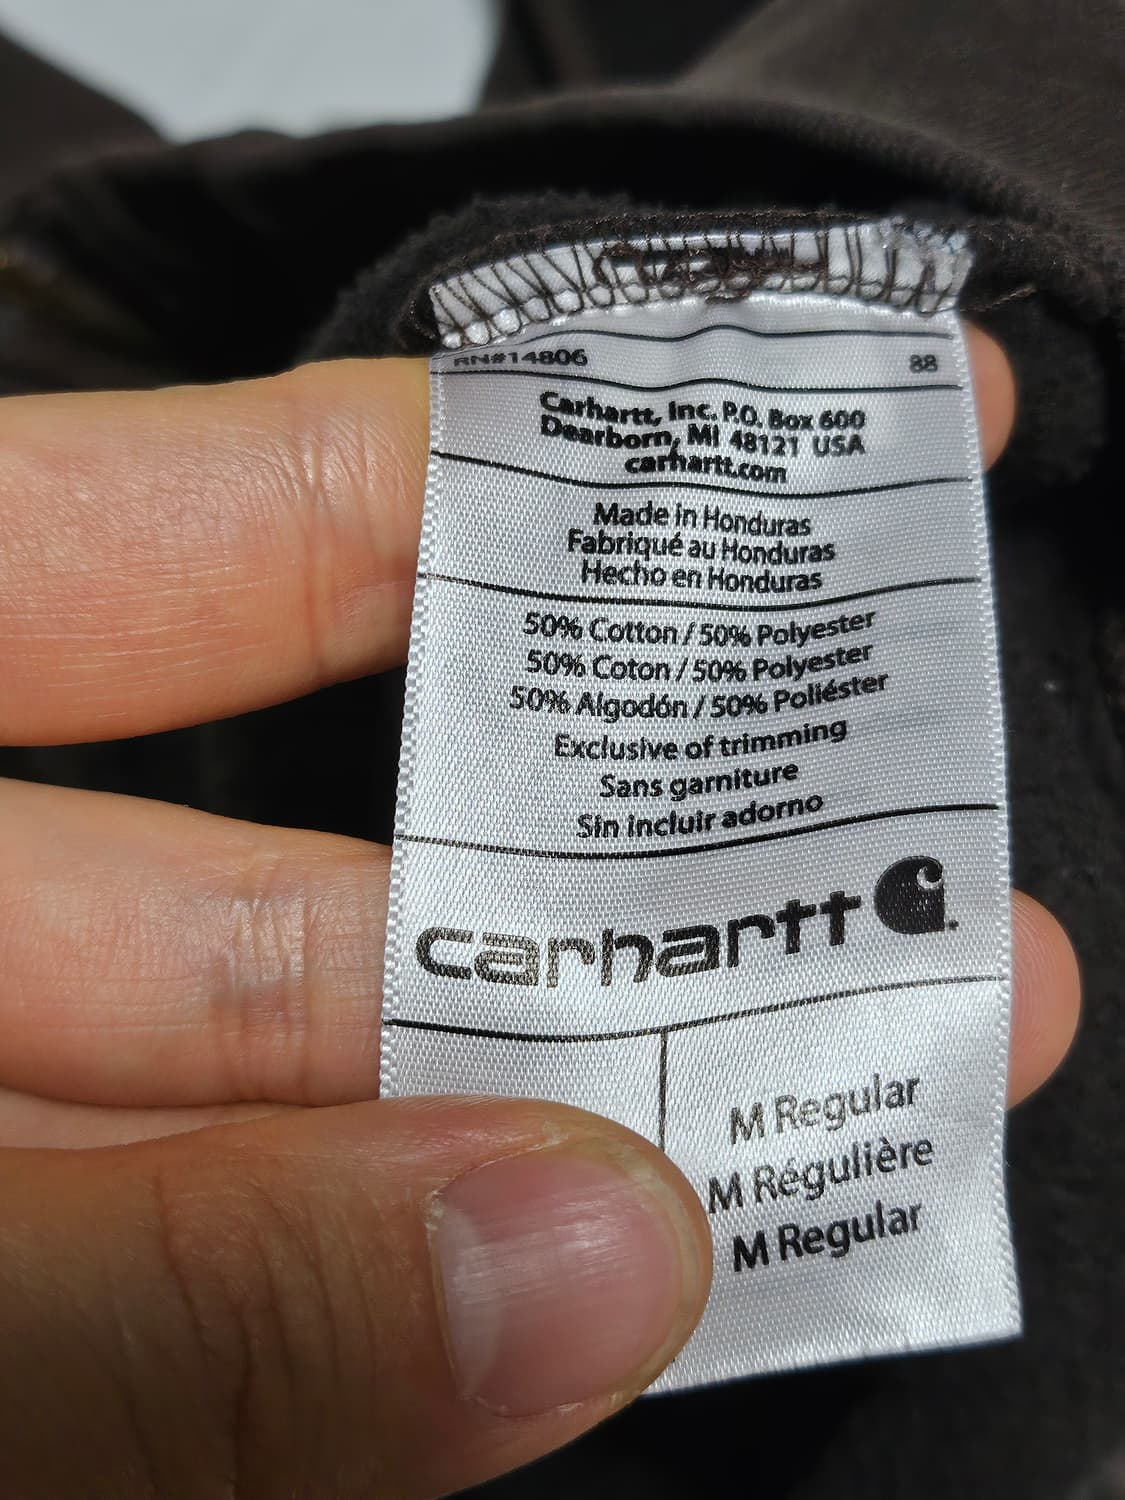 RN#14806 88
Carhartt, Inc. P.O. Box 600
Dearborn, MI 48121 USA
carhartt.com
Made in Honduras
Fabriqué au Honduras
Hecho en Honduras
50% Cotton / 50% Polyester
50% Coton / 50% Polyester
50% Algodón / 50% Poliéster
Exclusive of trimming
Sans garniture
Sin incluir adorno
carhartt
M Regular
M Régulière
M Regular